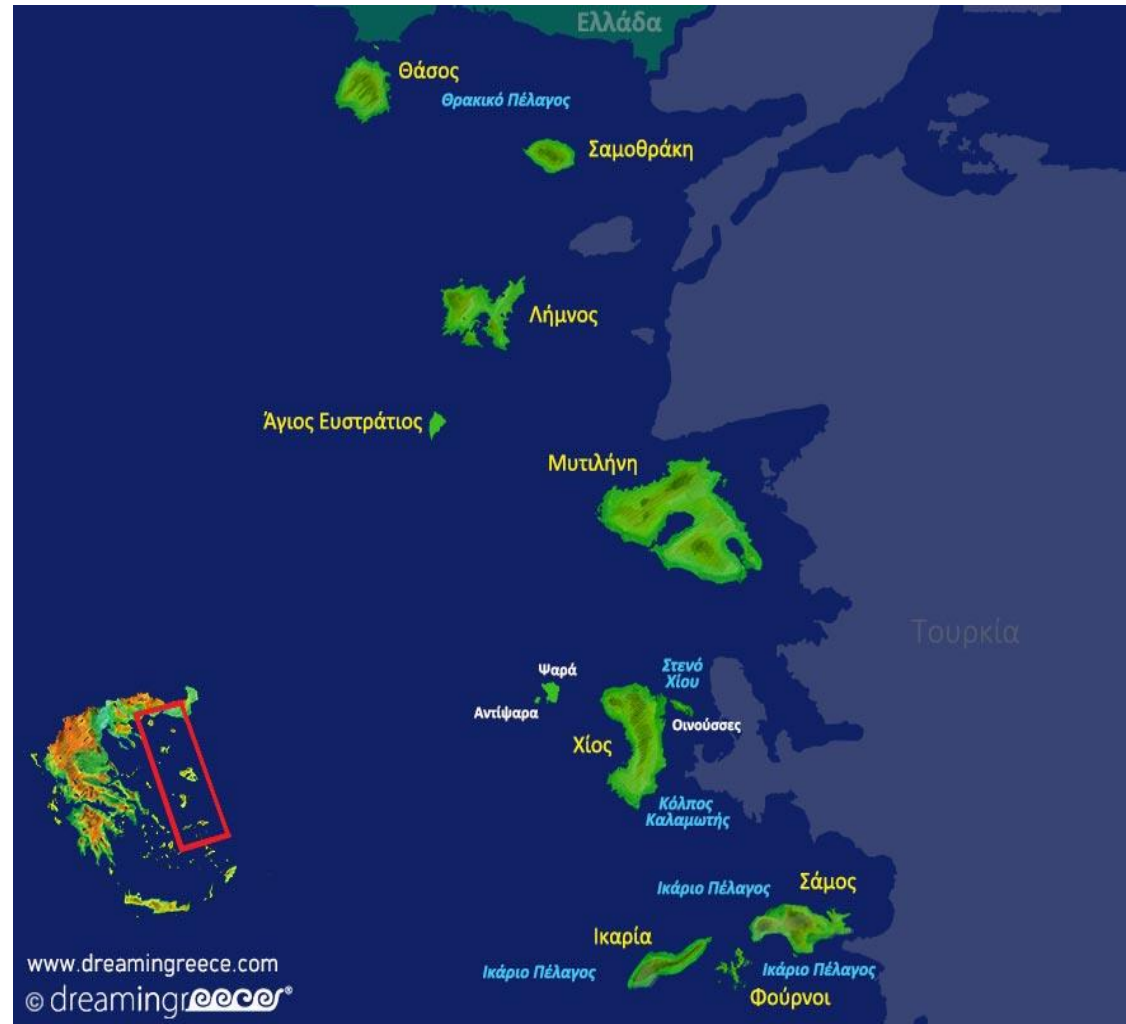 Ελλάδα
Θάσος
Θρακικό Πέλαγος
Σαμοθράκη
Λήμνος
Άγιος Ευστράτιος
Μυτιλήνη
Τουρκία
Ψαρά
Στενό
Χίου
Αντίψαρα
Οινούσσες
Χίος
Κόλπος
Καλαμωτής
Ικάριο Πέλαγος
Σάμος
Ικαρία
Ικάριο Πέλαγος
Ικάριο Πέλαγος
Φούρνοι
www.dreamingreece.com
© dreamingreece®